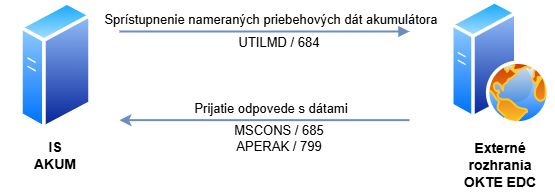 Sprístupnenie nameraných priebehových dát akumulátora
UTILMD / 684
Prijatie odpovede s dátami
MSCONS / 685
APERAK / 799
IS
AKUM
Externé
rozhrania
OKTE EDC